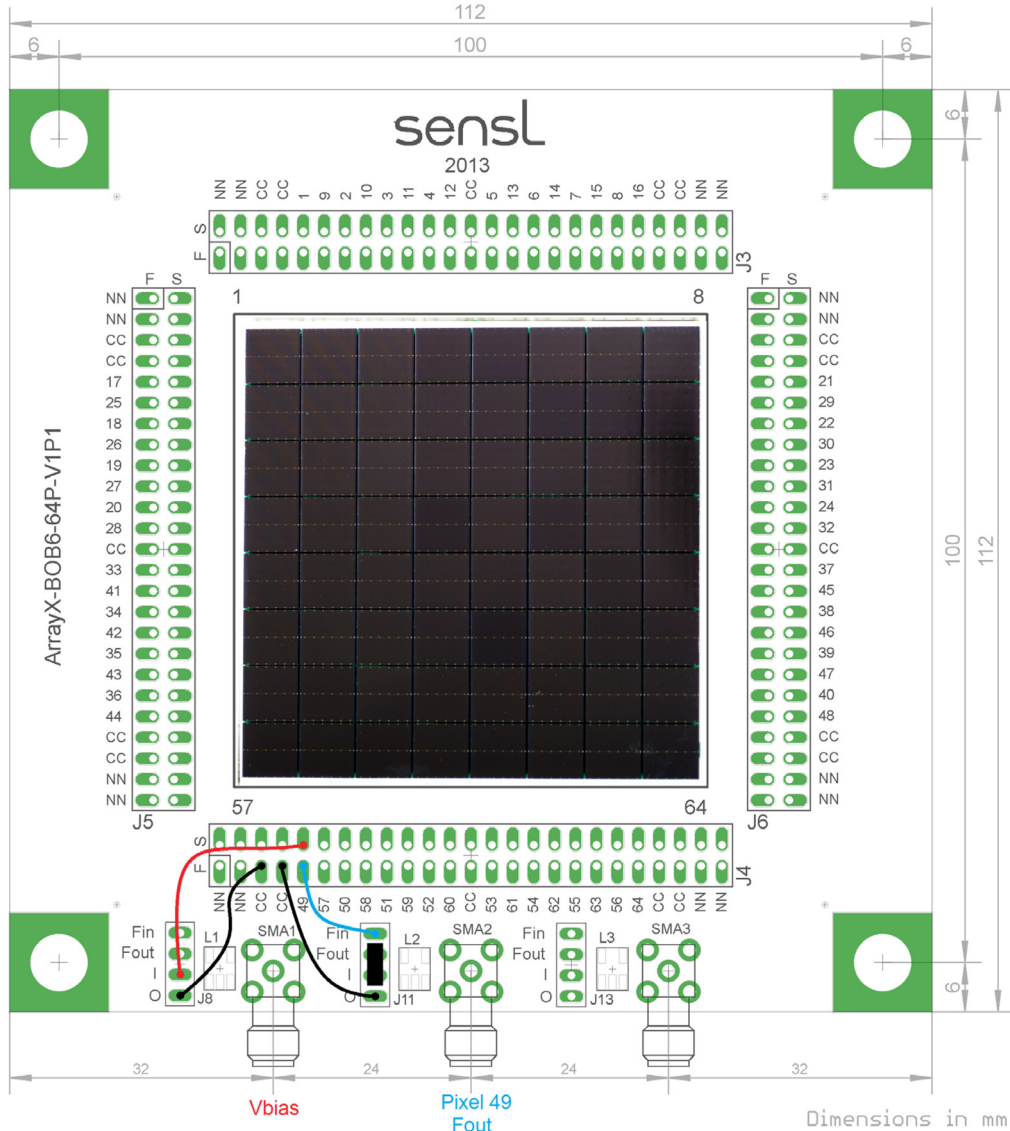 112
6 100 6
sensl
2013
NN NN CC CC 1 9 2 10 3 11 4 12 CC 5 13 6 14 7 15 8 16 CC CC NN NN
S
F
J3
6
F S
F S
1 8
NN
NN
CC
CC
17
25
18
26
19
27
20
28
CC
33
41
34
42
35
43
36
44
CC
CC
NN
NN
J5
ArrayX-BOB6-64P-V1P1
NN
NN
CC
CC
21
29
22
30
23
31
24
32
CC
37
45
38
46
39
47
40
48
CC
CC
NN
NN
J6
100
112
57 64
S
F
J4
NN NN CC CC 49 57 50 58 51 59 52 60 CC 53 61 54 62 55 63 56 64 CC CC NN NN
Fin
Fout
I
O
L1
J8
SMA1
Fin
Fout
I
O
L2
J11
SMA2
Fin
Fout
I
O
L3
J13
SMA3
6
32 24 24 32
Vbias
Pixel 49
Fout
Dimensions in mm